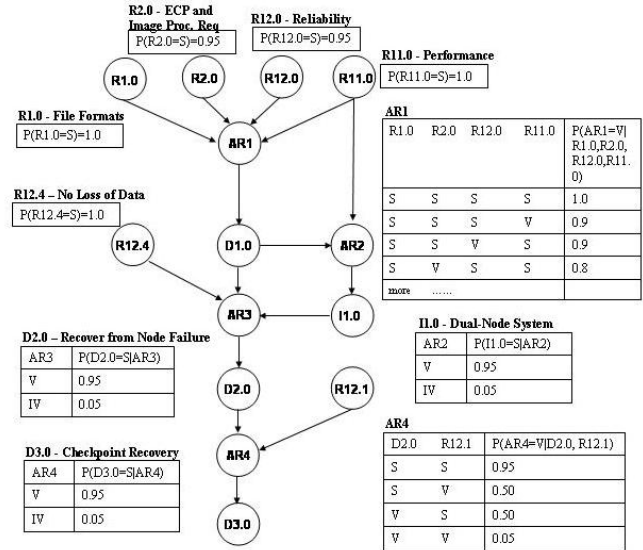 R2.0 - ECP and
Image Proc. Req
P(R2.0=S)=0.95
R12.0 - Reliability
P(R12.0=S)=0.95
R11.0 - Performance
P(R11.0=S)=1.0
R1.0
R2.0
R12.0
R11.0
R1.0 - File Formats
P(R1.0=S)=1.0
AR1
AR1
R1.0 R2.0 R12.0 R11.0 P(AR1=V|
R1.0,R2.0,
R12.0,R11.
0)
S S S S 1.0
S S S V 0.9
S S V S 0.9
S V S S 0.8
more ......
R12.4 – No Loss of Data
P(R12.4=S)=1.0
R12.4
D1.0
AR2
AR3
I1.0
D2.0 – Recover from Node Failure
AR3 P(D2.0=S|AR3)
V 0.95
IV 0.05
I1.0 - Dual-Node System
AR2 P(I1.0=S|AR2)
V 0.95
IV 0.05
D2.0
R12.1
D3.0 - Checkpoint Recovery
AR4 P(D3.0=S|AR4)
V 0.95
IV 0.05
AR4
D3.0
AR4
D2.0 R12.1 P(AR4=V|D2.0, R12.1)
S S 0.95
S V 0.50
V S 0.50
V V 0.05